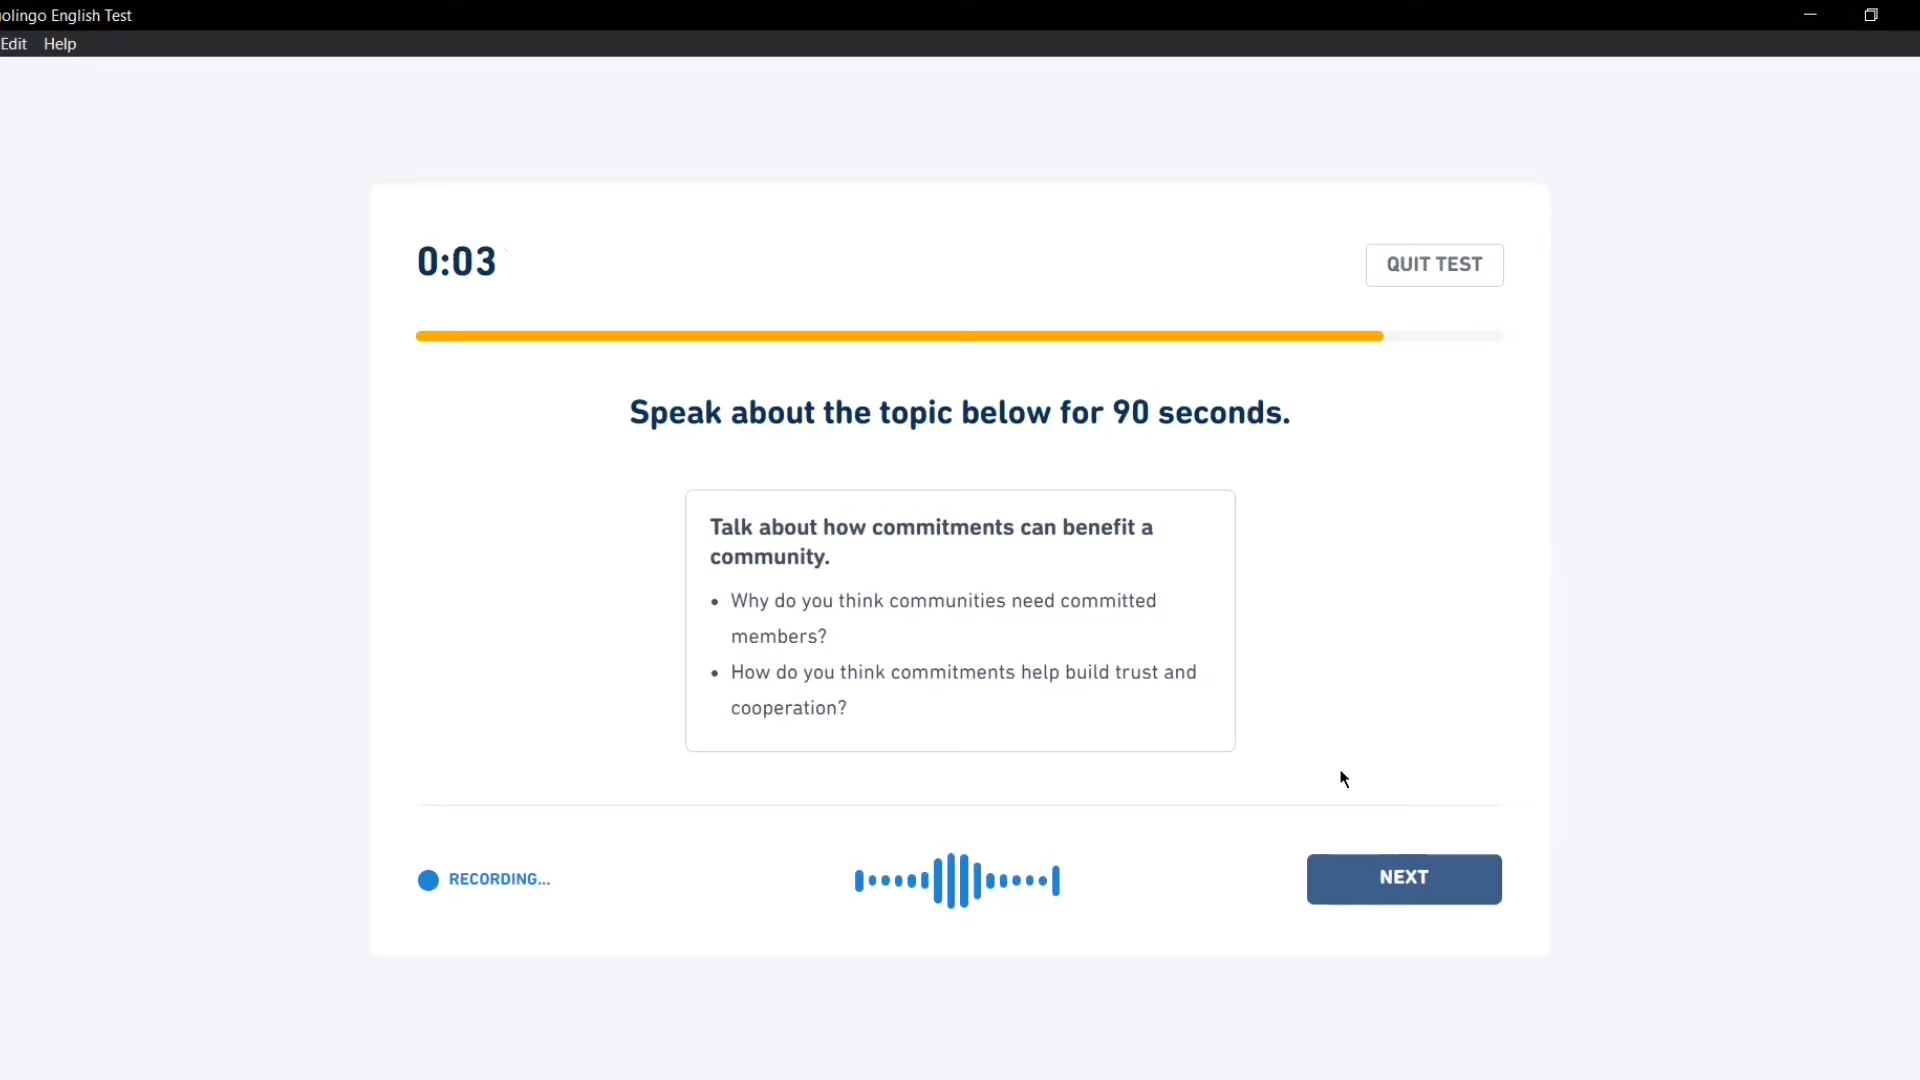 olingo English Test
Edit Help
0:03
QUIT TEST
Speak about the topic below for 90 seconds.
Talk about how commitments can benefit a
community.
• Why do you think communities need committed
members?
• How do you think commitments help build trust and
cooperation?
RECORDING...
NEXT